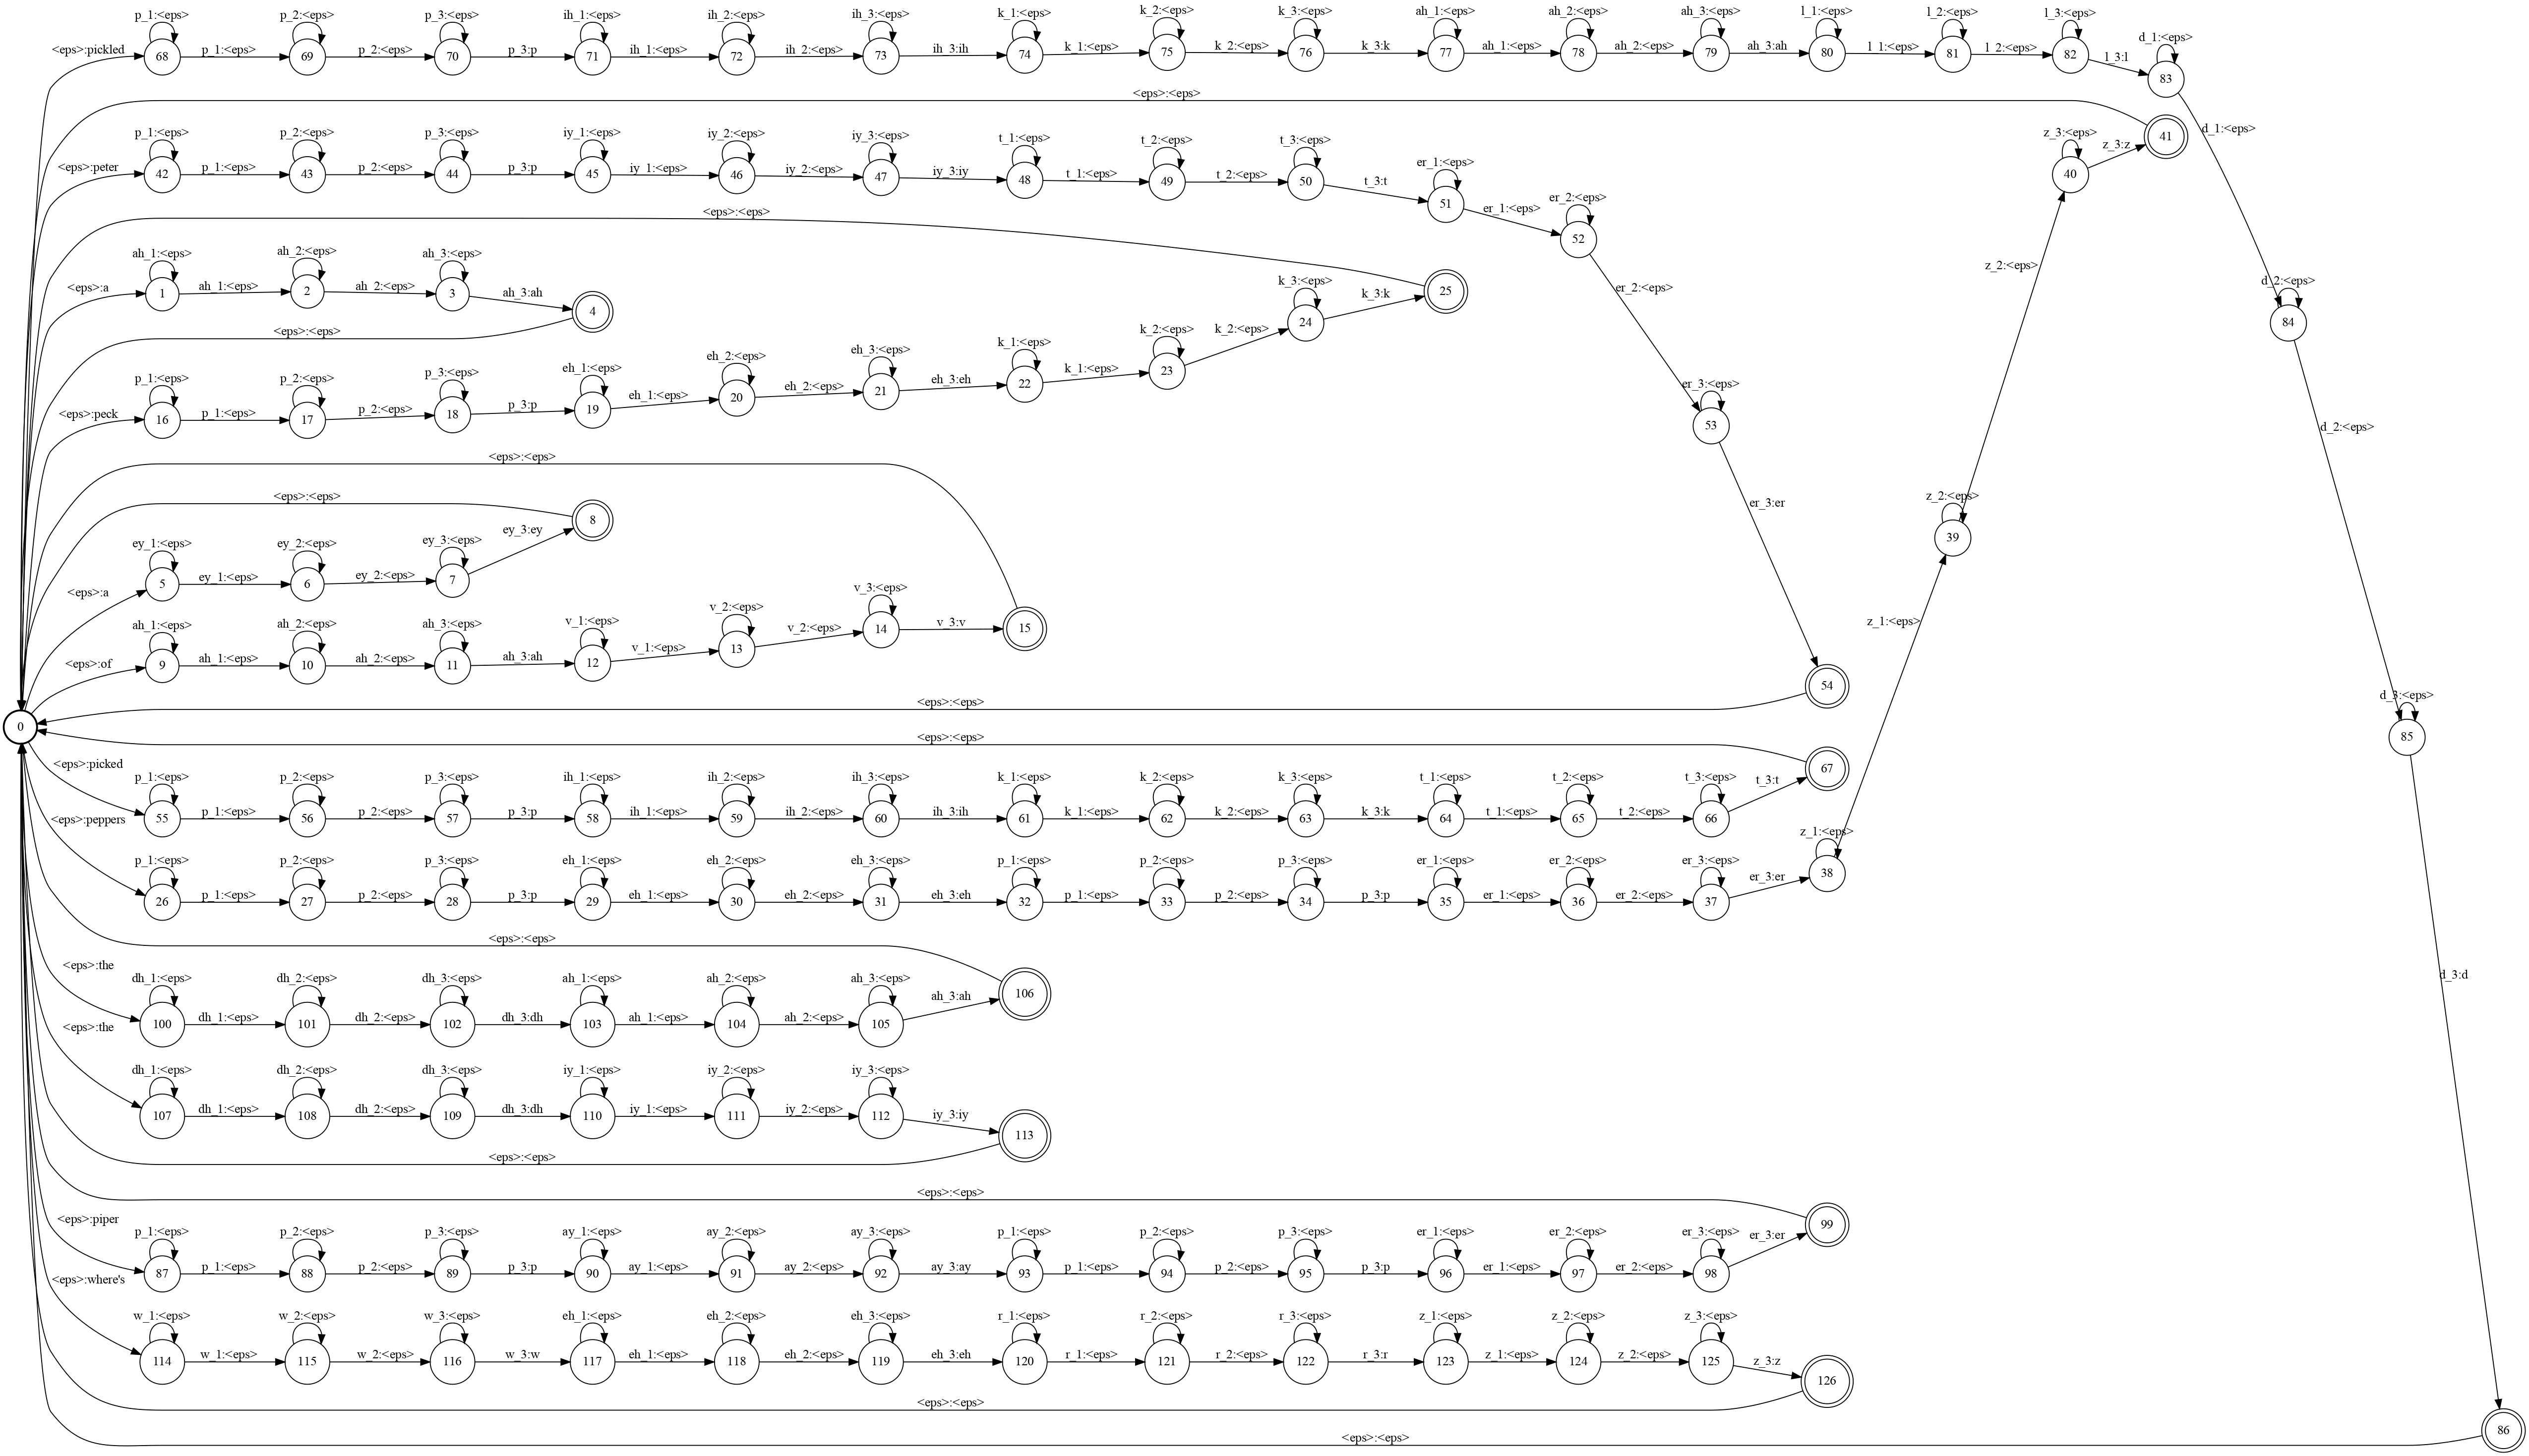 p_1:<eps> p_2:<eps> p_3:<eps> ih_1:<eps> ih_2:<eps> ih_3:<eps> k_1:<eps> k_2:<eps> k_3:<eps> ah_1:<eps> ah_2:<eps> ah_3:<eps> l_1:<eps> l_2:<eps> l_3:<eps> d_1:<eps>
<eps>:pickled 68 p_1:<eps> 69 p_2:<eps> 70 p_3:p 71 ih_1:<eps> 72 ih_2:<eps> 73 ih_3:ih 74 k_1:<eps> 75 k_2:<eps> 76 k_3:k 77 ah_1:<eps> 78 ah_2:<eps> 79 ah_3:ah 80 l_1:<eps> 81 l_2:<eps> 82 l_3:l 83
<eps>:<eps>
p_1:<eps> p_2:<eps> p_3:<eps> iy_1:<eps> iy_2:<eps> iy_3:<eps> t_1:<eps> t_2:<eps> t_3:<eps> er_1:<eps> er_2:<eps> z_3:<eps> z_3:z 41 d_1:<eps>
<eps>:peter 42 p_1:<eps> 43 p_2:<eps> 44 p_3:p 45 iy_1:<eps> 46 iy_2:<eps> 47 iy_3:iy 48 t_1:<eps> 49 t_2:<eps> 50 t_3:t 51 er_1:<eps> 52 40
<eps>:<eps>
ah_1:<eps> ah_2:<eps> ah_3:<eps> k_3:<eps> er_2:<eps> z_2:<eps> d_2:<eps>
<eps>:a 1 ah_1:<eps> 2 ah_2:<eps> 3 ah_3:ah 4 24 k_3:k 25 84
<eps>:<eps>
p_1:<eps> p_2:<eps> p_3:<eps> eh_1:<eps> eh_2:<eps> eh_3:<eps> k_1:<eps> k_2:<eps> er_3:<eps>
<eps>:peck 16 p_1:<eps> 17 p_2:<eps> 18 p_3:p 19 eh_1:<eps> 20 eh_2:<eps> 21 eh_3:eh 22 k_1:<eps> 23 k_2:<eps> 53 d_2:<eps>
<eps>:<eps>
<eps>:<eps> 8 er_3:er z_2:<eps> 39
ey_1:<eps> ey_2:<eps> ey_3:<eps>
<eps>:a 5 ey_1:<eps> 6 ey_2:<eps> 7 ey_3:ey
ah_1:<eps> ah_2:<eps> ah_3:<eps> v_1:<eps> v_2:<eps> v_3:<eps> z_1:<eps>
<eps>:of 9 ah_1:<eps> 10 ah_2:<eps> 11 ah_3:ah 12 v_1:<eps> 13 v_2:<eps> 14 v_3:v 15
<eps>:<eps> 54 d_3:<eps>
0 85
<eps>:<eps>
p_1:<eps> p_2:<eps> p_3:<eps> ih_1:<eps> ih_2:<eps> ih_3:<eps> k_1:<eps> k_2:<eps> k_3:<eps> t_1:<eps> t_2:<eps> t_3:<eps>
<eps>:picked 55 p_1:<eps> 56 p_2:<eps> 57 p_3:p 58 ih_1:<eps> 59 ih_2:<eps> 60 ih_3:ih 61 k_1:<eps> 62 k_2:<eps> 63 k_3:k 64 t_1:<eps> 65 t_2:<eps> 66 t_3:t 67
p_1:<eps> p_2:<eps> p_3:<eps> eh_1:<eps> eh_2:<eps> eh_3:<eps> p_1:<eps> p_2:<eps> p_3:<eps> er_1:<eps> er_2:<eps> er_3:<eps> z_1:<eps>
<eps>:peppers 26 p_1:<eps> 27 p_2:<eps> 28 p_3:p 29 eh_1:<eps> 30 eh_2:<eps> 31 eh_3:eh 32 p_1:<eps> 33 p_2:<eps> 34 p_3:p 35 er_1:<eps> 36 er_2:<eps> 37 er_3:er 38
<eps>:<eps>
dh_1:<eps> dh_2:<eps> dh_3:<eps> ah_1:<eps> ah_2:<eps> ah_3:<eps> d_3:d
<eps>:the 100 dh_1:<eps> 101 dh_2:<eps> 102 dh_3:dh 103 ah_1:<eps> 104 ah_2:<eps> 105 ah_3:ah 106
dh_1:<eps> dh_2:<eps> dh_3:<eps> iy_1:<eps> iy_2:<eps> iy_3:<eps>
<eps>:the 107 dh_1:<eps> 108 dh_2:<eps> 109 dh_3:dh 110 iy_1:<eps> 111 iy_2:<eps> 112 iy_3:iy 113
<eps>:<eps>
<eps>:<eps>
p_1:<eps> p_2:<eps> p_3:<eps> ay_1:<eps> ay_2:<eps> ay_3:<eps> p_1:<eps> p_2:<eps> p_3:<eps> er_1:<eps> er_2:<eps> er_3:<eps>
<eps>:piper 87 p_1:<eps> 88 p_2:<eps> 89 p_3:p 90 ay_1:<eps> 91 ay_2:<eps> 92 ay_3:ay 93 p_1:<eps> 94 p_2:<eps> 95 p_3:p 96 er_1:<eps> 97 er_2:<eps> 98 er_3:er 99
w_1:<eps> w_2:<eps> w_3:<eps> eh_1:<eps> eh_2:<eps> eh_3:<eps> r_1:<eps> r_2:<eps> r_3:<eps> z_1:<eps> z_2:<eps> z_3:<eps>
<eps>:where's 114 w_1:<eps> 115 w_2:<eps> 116 w_3:w 117 eh_1:<eps> 118 eh_2:<eps> 119 eh_3:eh 120 r_1:<eps> 121 r_2:<eps> 122 r_3:r 123 z_1:<eps> 124 z_2:<eps> 125 z_3:z 126
<eps>:<eps>
<eps>:<eps> 86